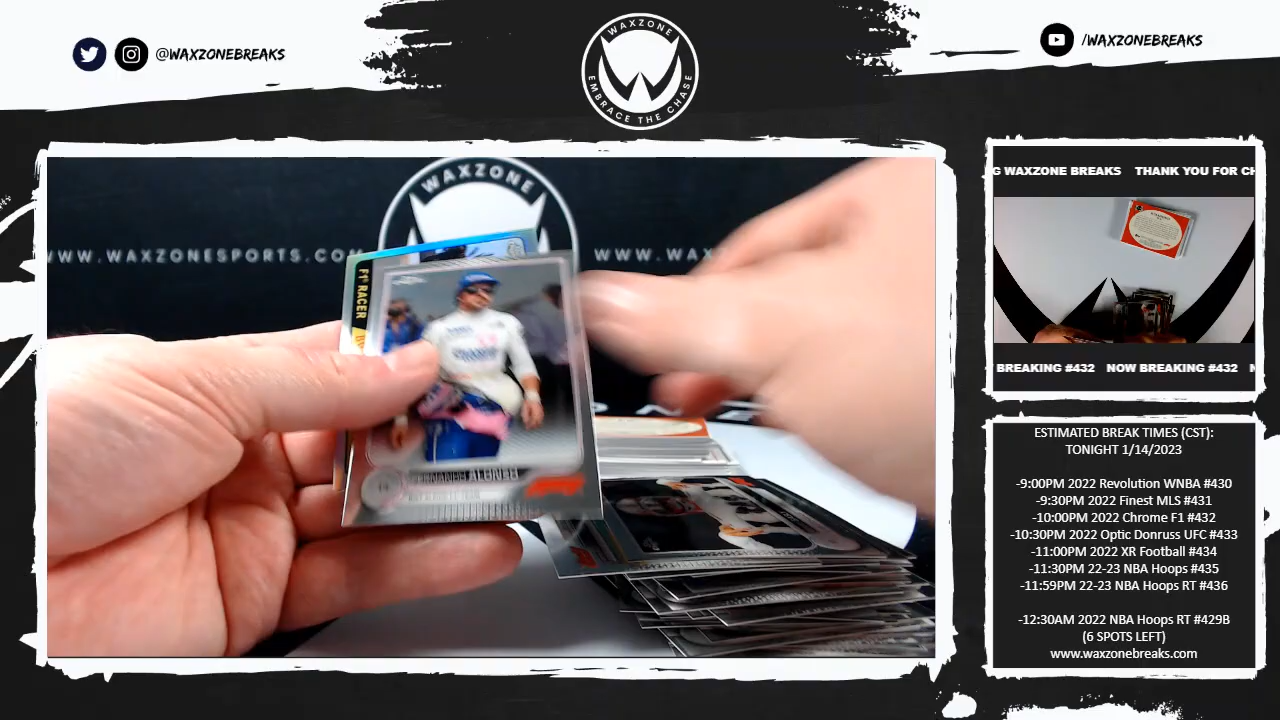 @WAXZONEBREAKS
WAXZONE
EMBRACE THE CHASE
/WAXZONEBREAKS
WAXZONE
WWW.WAXZONESPORTS.COM
WWW.WAX
F1 RACER
ALONSO
F1
G WAXZONE BREAKS THANK YOU FOR CH
BREAKING #432 NOW BREAKING #432 N
ESTIMATED BREAK TIMES (CST):
TONIGHT 1/14/2023
-9:00PM 2022 Revolution WNBA #430
-9:30PM 2022 Finest MLS #431
-10:00PM 2022 Chrome F1 #432
-10:30PM 2022 Optic Donruss UFC #433
-11:00PM 2022 XR Football #434
-11:30PM 22-23 NBA Hoops #435
-11:59PM 22-23 NBA Hoops RT #436
-12:30AM 2022 NBA Hoops RT #429B
(6 SPOTS LEFT)
www.waxzonebreaks.com